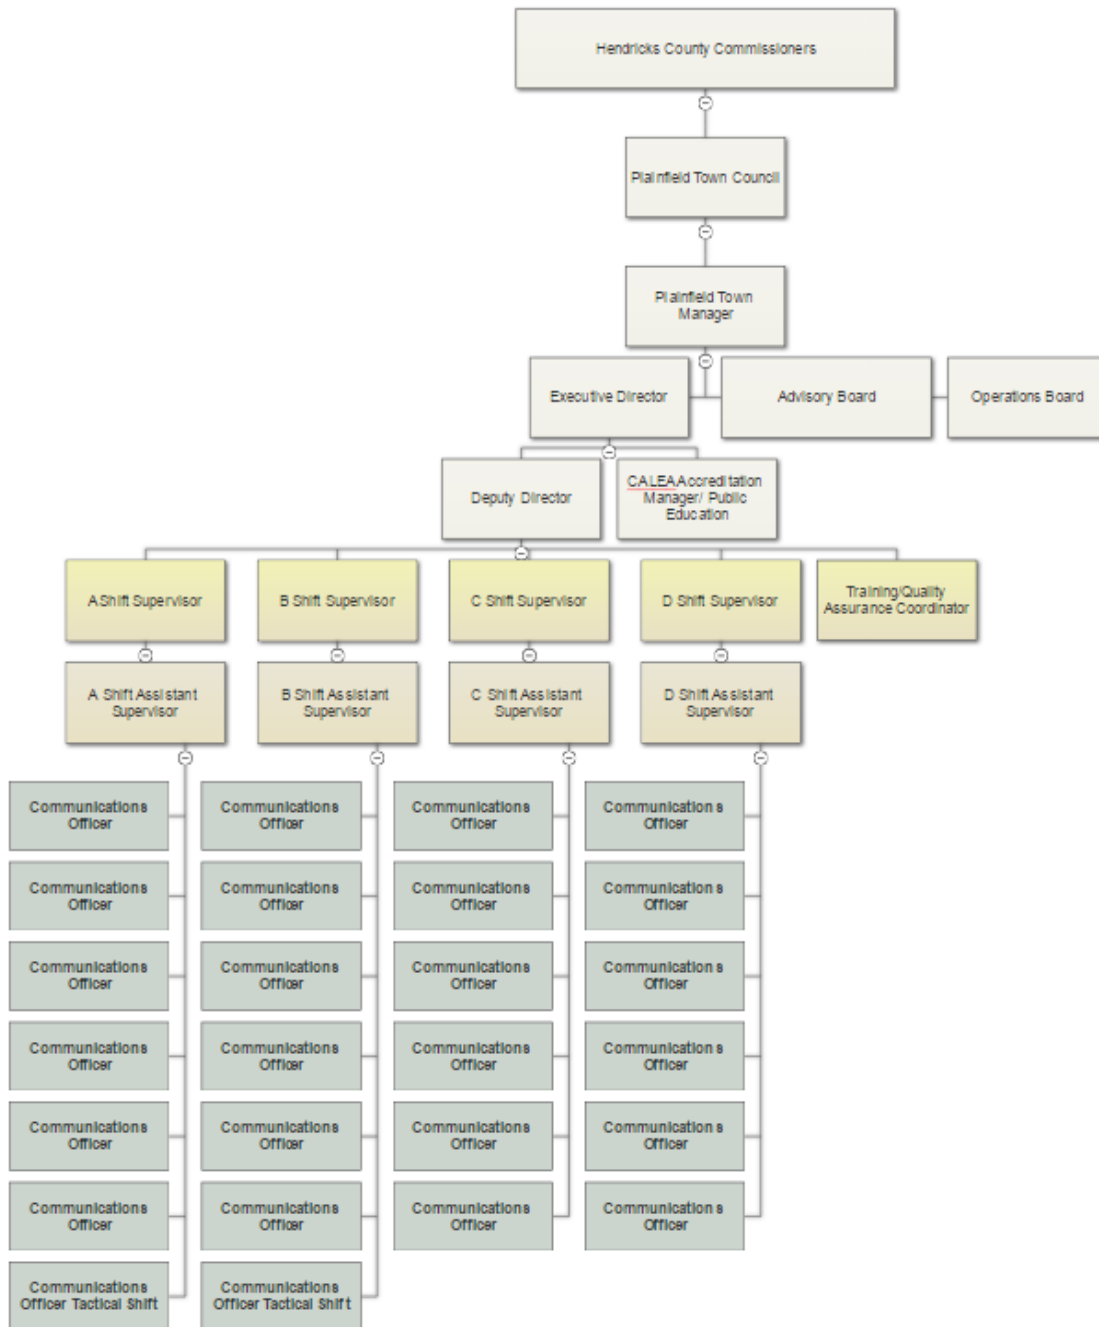 Hendricks County Commissioners
Plainfield Town Council
Plainfield Town
Manager
Executive Director
Advisory Board
Operations Board
Deputy Director
CALEA Accreditation
Manager/ Public
Education
A Shift Supervisor
B Shift Supervisor
C Shift Supervisor
D Shift Supervisor
Training/Quality
Assurance Coordinator
A Shift Assistant
Supervisor
B Shift Assistant
Supervisor
C Shift Assistant
Supervisor
D Shift Assistant
Supervisor
Communications
Officer
Communications
Officer
Communications
Officer
Communications
Officer
Communications
Officer
Communications
Officer
Communications
Officer
Communications
Officer
Communications
Officer
Communications
Officer
Communications
Officer
Communications
Officer
Communications
Officer
Communications
Officer
Communications
Officer
Communications
Officer
Communications
Officer
Communications
Officer
Communications
Officer
Communications
Officer
Communications
Officer
Communications
Officer
Communications
Officer
Communications
Officer
Communications
Officer Tactical Shift
Communications
Officer Tactical Shift